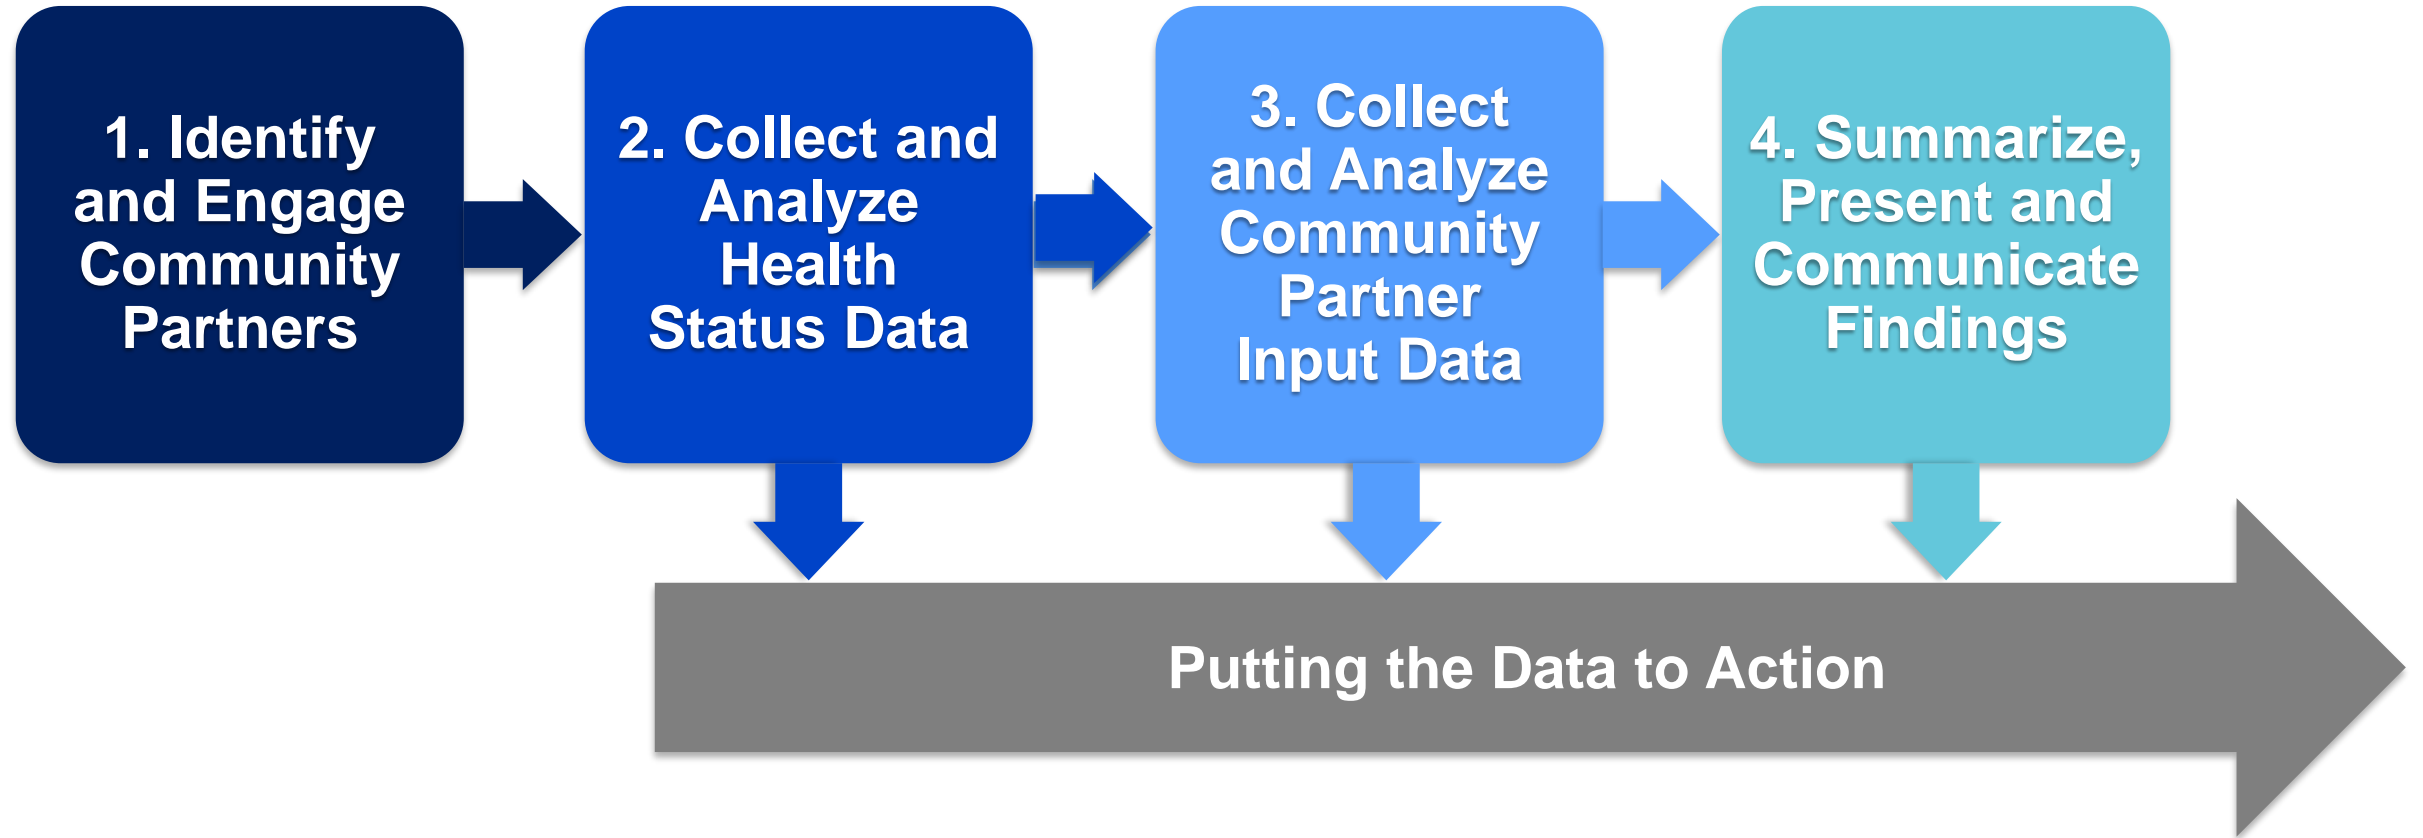 1. Identify
and Engage
Community
Partners
2. Collect and
Analyze
Health
Status Data
3. Collect
and Analyze
Community
Partner
Input Data
4. Summarize,
Present and
Communicate
Findings
Putting the Data to Action